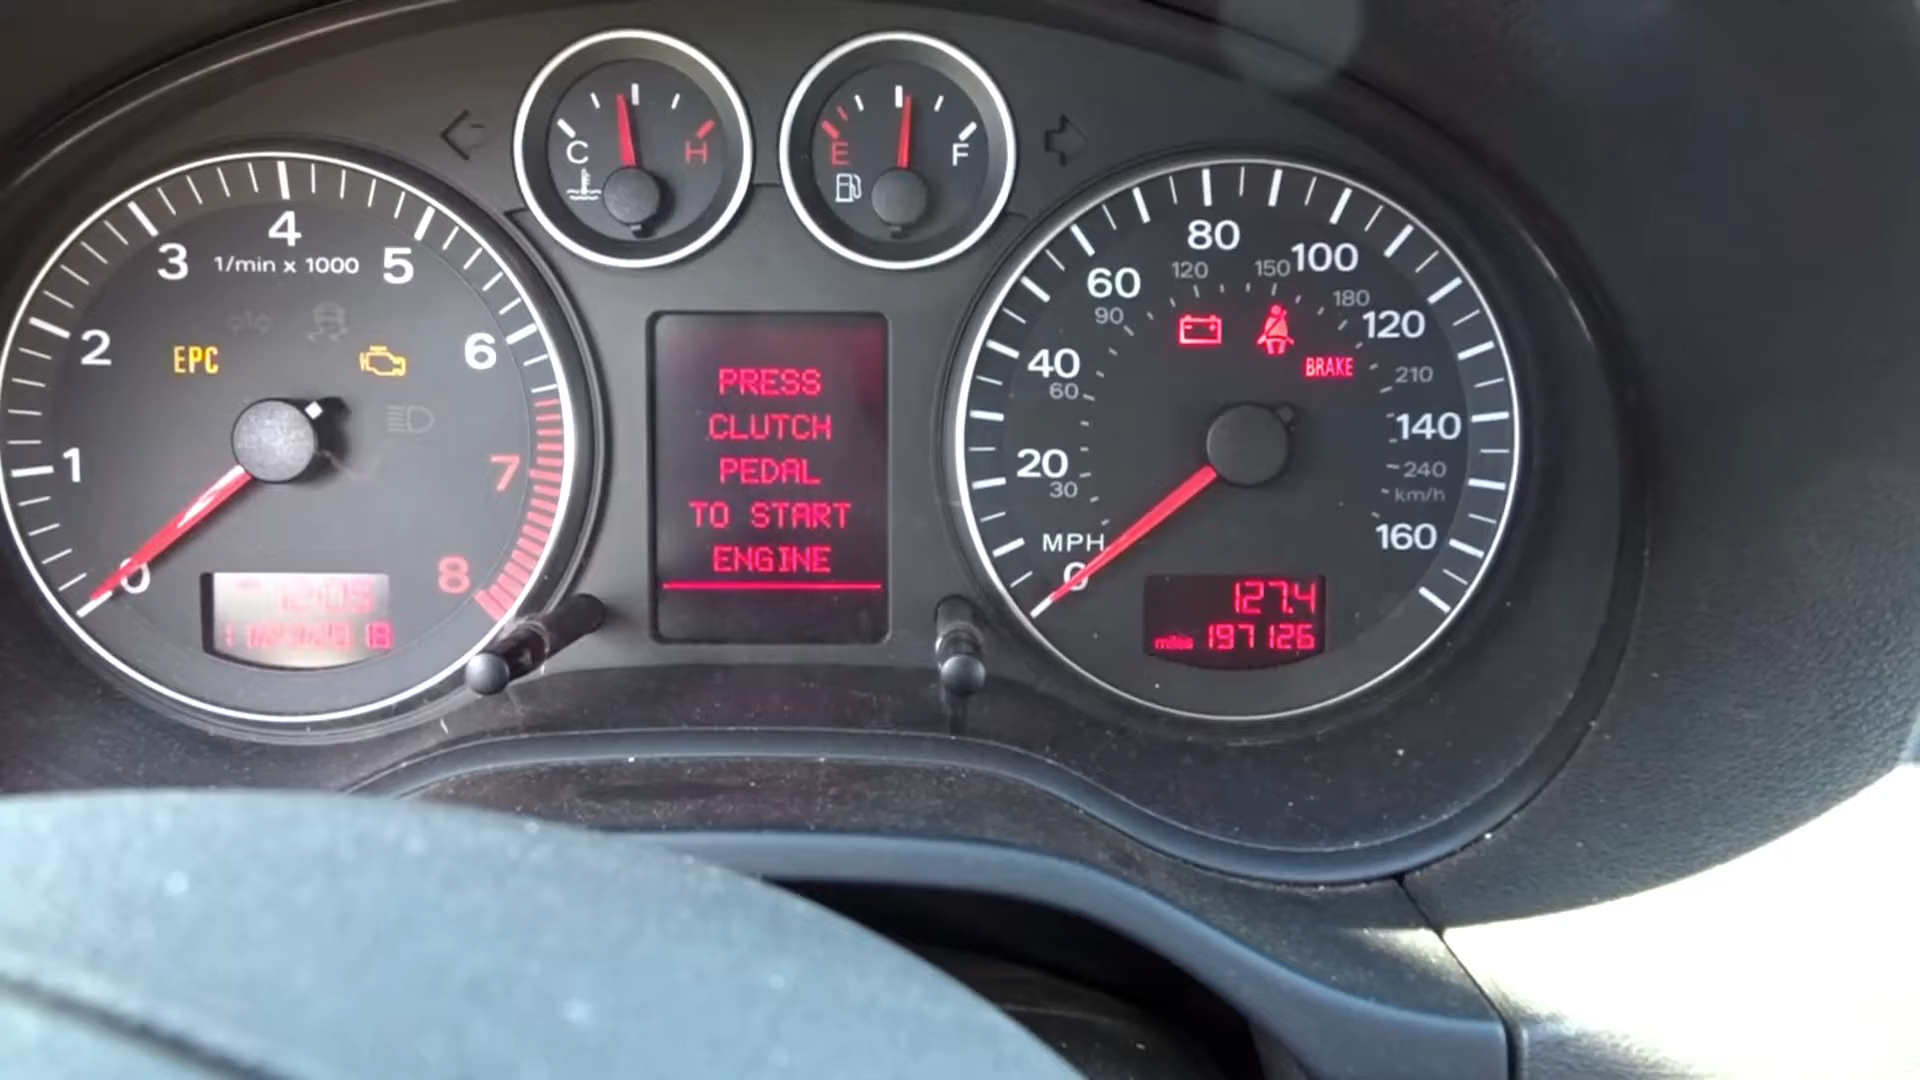 C H
E F
4
3 1/min x 1000 5
2 6
EPC
1 7
0 8
PRESS
CLUTCH
PEDAL
TO START
ENGINE
80
60 100
120 150
90 180
40 120
60 210
BRAKE
20 140
30 240
km/h
MPH 160
0
127.4
miles 197126